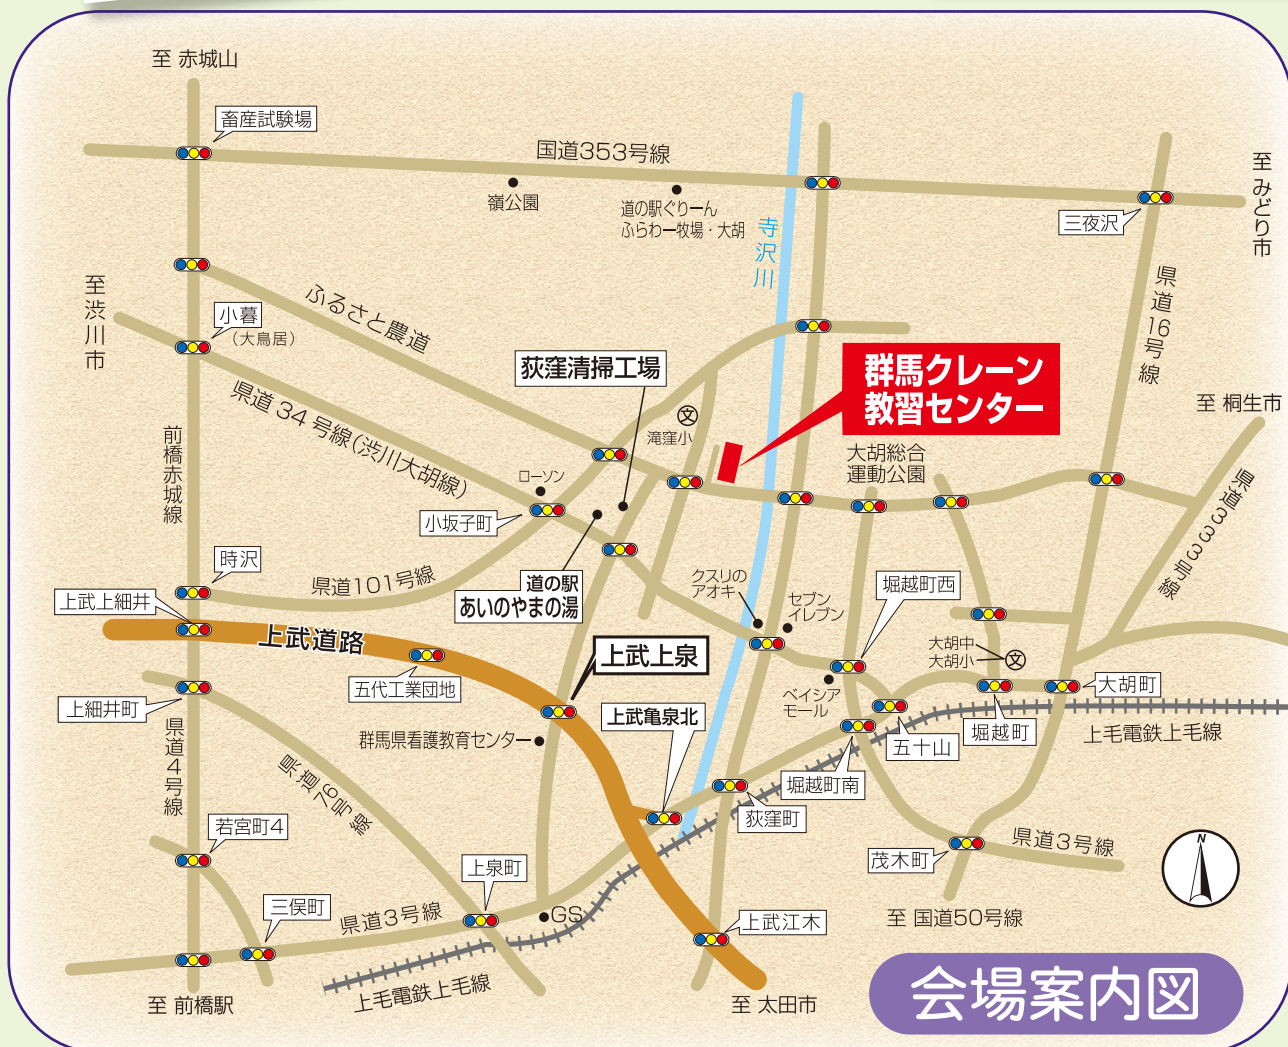 至 赤城山
畜産試験場
国道353号線
嶺公園
道の駅ぐりーん
ふらわー牧場・大胡
寺沢川
三夜沢
至 みどり市
県道16号線
至 渋川市
小暮
(大鳥居)
ふるさと農道
県道 34 号線(渋川大胡線)
荻窪清掃工場
文
滝窪小
群馬クレーン
教習センター
至 桐生市
県道333号線
前橋赤城線
ローソン
小坂子町
大胡総合
運動公園
時沢
上武上細井
県道101号線
道の駅
あいのやまの湯
クスリの
アオキ
セブン
イレブン
堀越町西
上武道路
五代工業団地
上武上泉
大胡中
大胡小
文
大胡町
上細井町
県道4号線
上武亀泉北
群馬県看護教育センター
ベイシア
モール
五十山
堀越町
上毛電鉄上毛線
県道76号線
堀越町南
荻窪町
若宮町4
上泉町
茂木町
県道3号線
N
三俣町
県道3号線
GS
上武江木
至 国道50号線
上毛電鉄上毛線
至 前橋駅
至 太田市
会場案内図